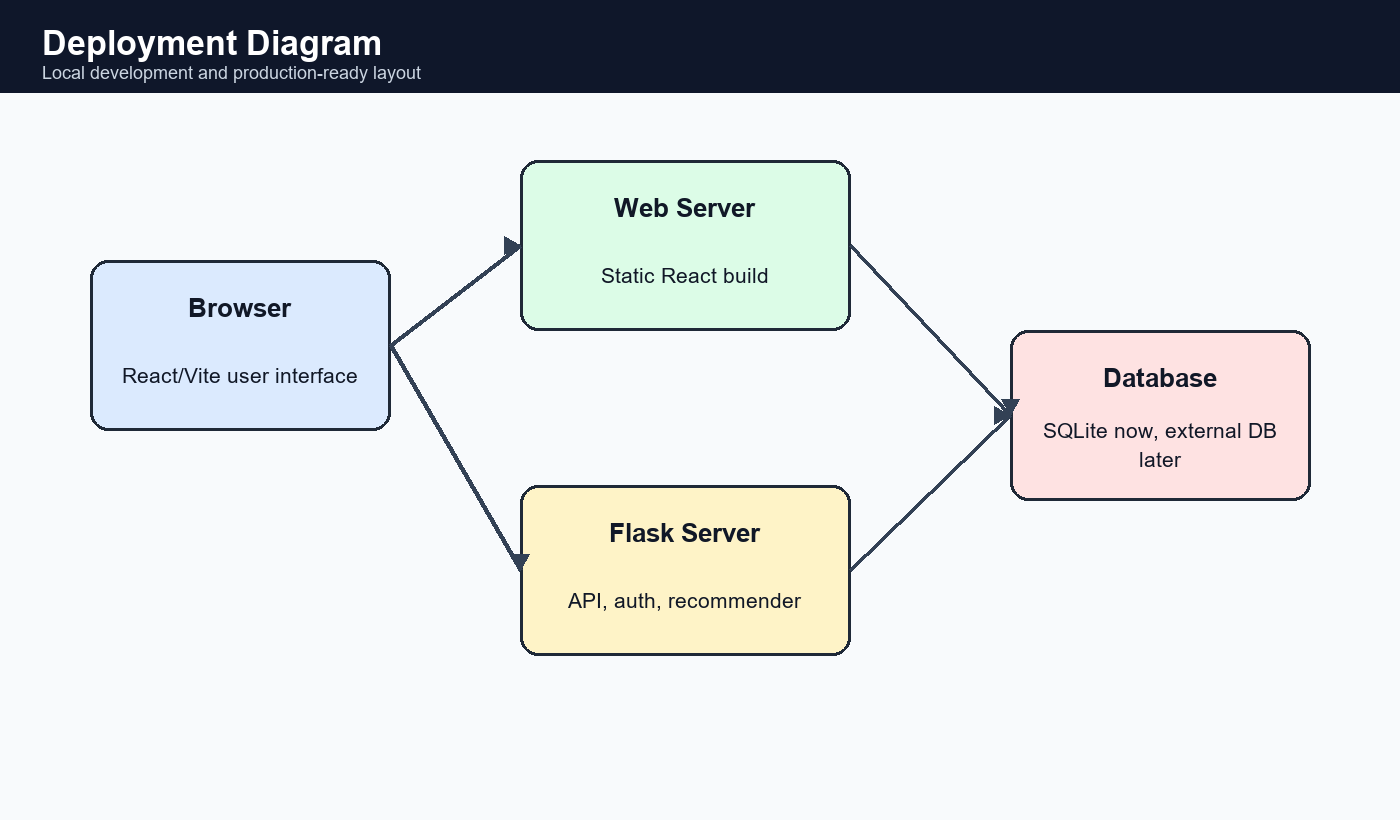 Deployment Diagram
Local development and production-ready layout
Web Server
Static React build
Browser
React/Vite user interface
Database
SQLite now, external DB
later
Flask Server
API, auth, recommender